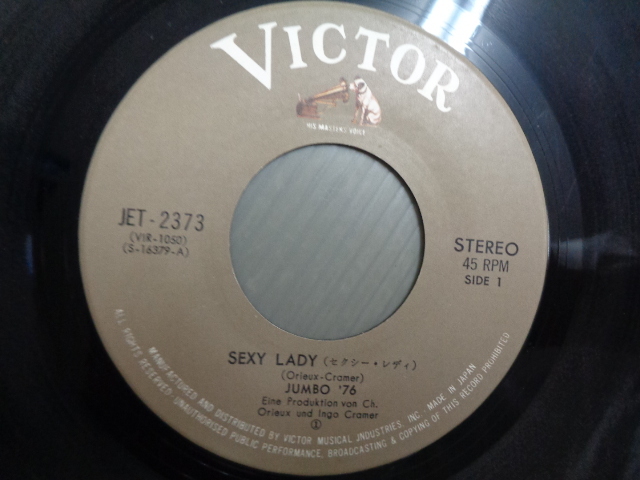 VICTOR
HIS MASTER'S VOICE
JET-2373
(VIR-1050)
(S-16379-A)
STEREO
45 RPM
SIDE 1
SEXY LADY (セクシー・レディ)
(Orieux-Cramer)
JUMBO '76
Eine Produktion von Ch.
Orieux und Ingo Cramer
①
MANUFACTURED AND DISTRIBUTED BY VICTOR MUSICAL INDUSTRIES, INC. MADE IN JAPAN
ALL RIGHTS RESERVED. UNAUTHORISED PUBLIC PERFORMANCE, BROADCASTING & COPYING OF THIS RECORD PROHIBITED